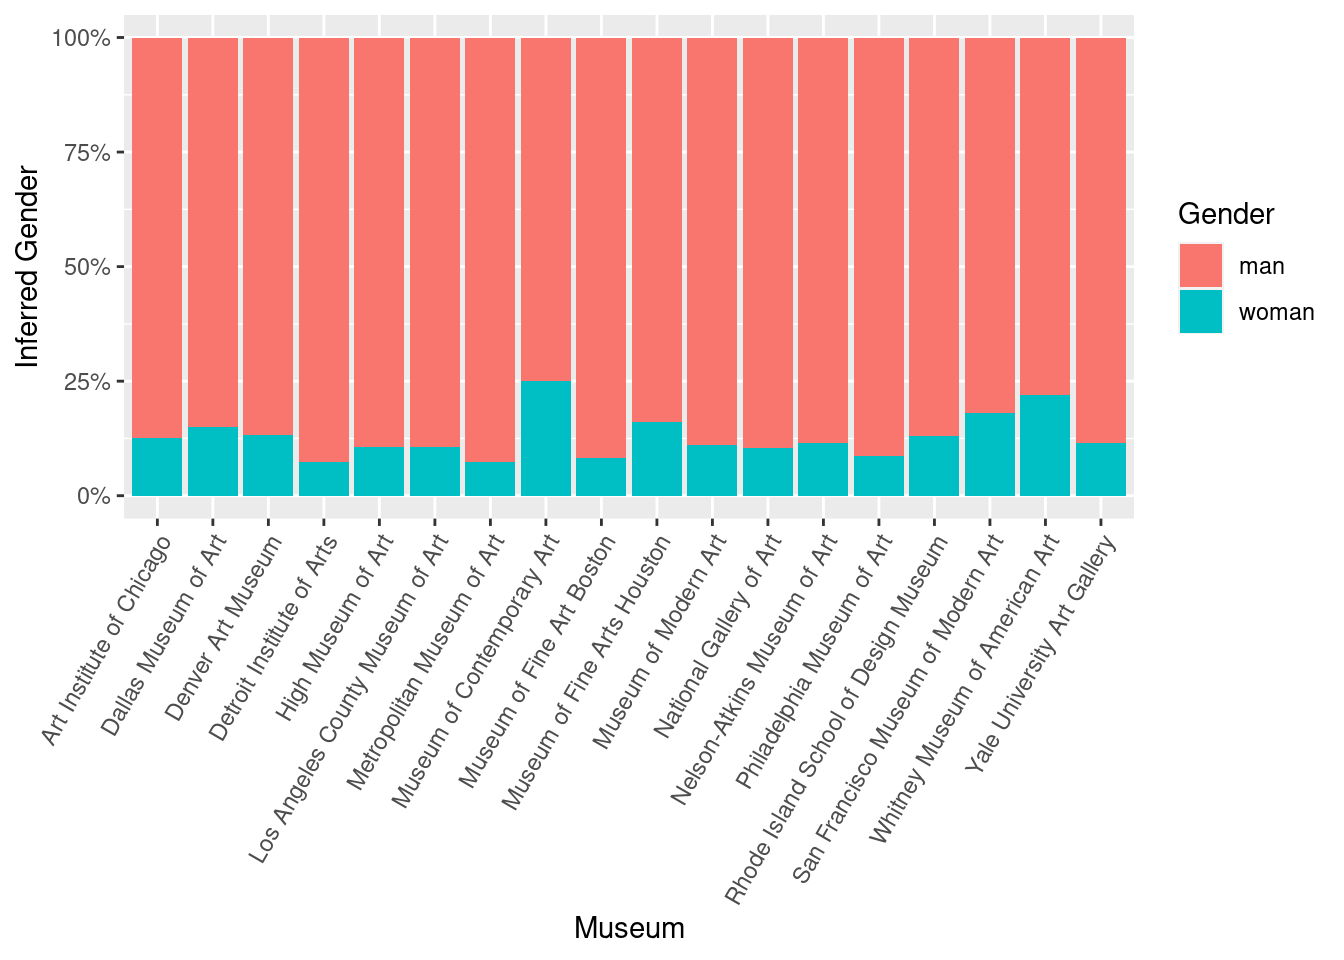 100%
75%
50%
25%
0%
Inferred Gender
Art Institute of Chicago
Dallas Museum of Art
Denver Art Museum
Detroit Institute of Arts
High Museum of Art
Los Angeles County Museum of Art
Metropolitan Museum of Art
Museum of Contemporary Art
Museum of Fine Art Boston
Museum of Fine Arts Houston
Museum of Modern Art
National Gallery of Art
Nelson-Atkins Museum of Art
Philadelphia Museum of Art
Rhode Island School of Design Museum
San Francisco Museum of Modern Art
Whitney Museum of American Art
Yale University Art Gallery
Museum
Gender
man
woman